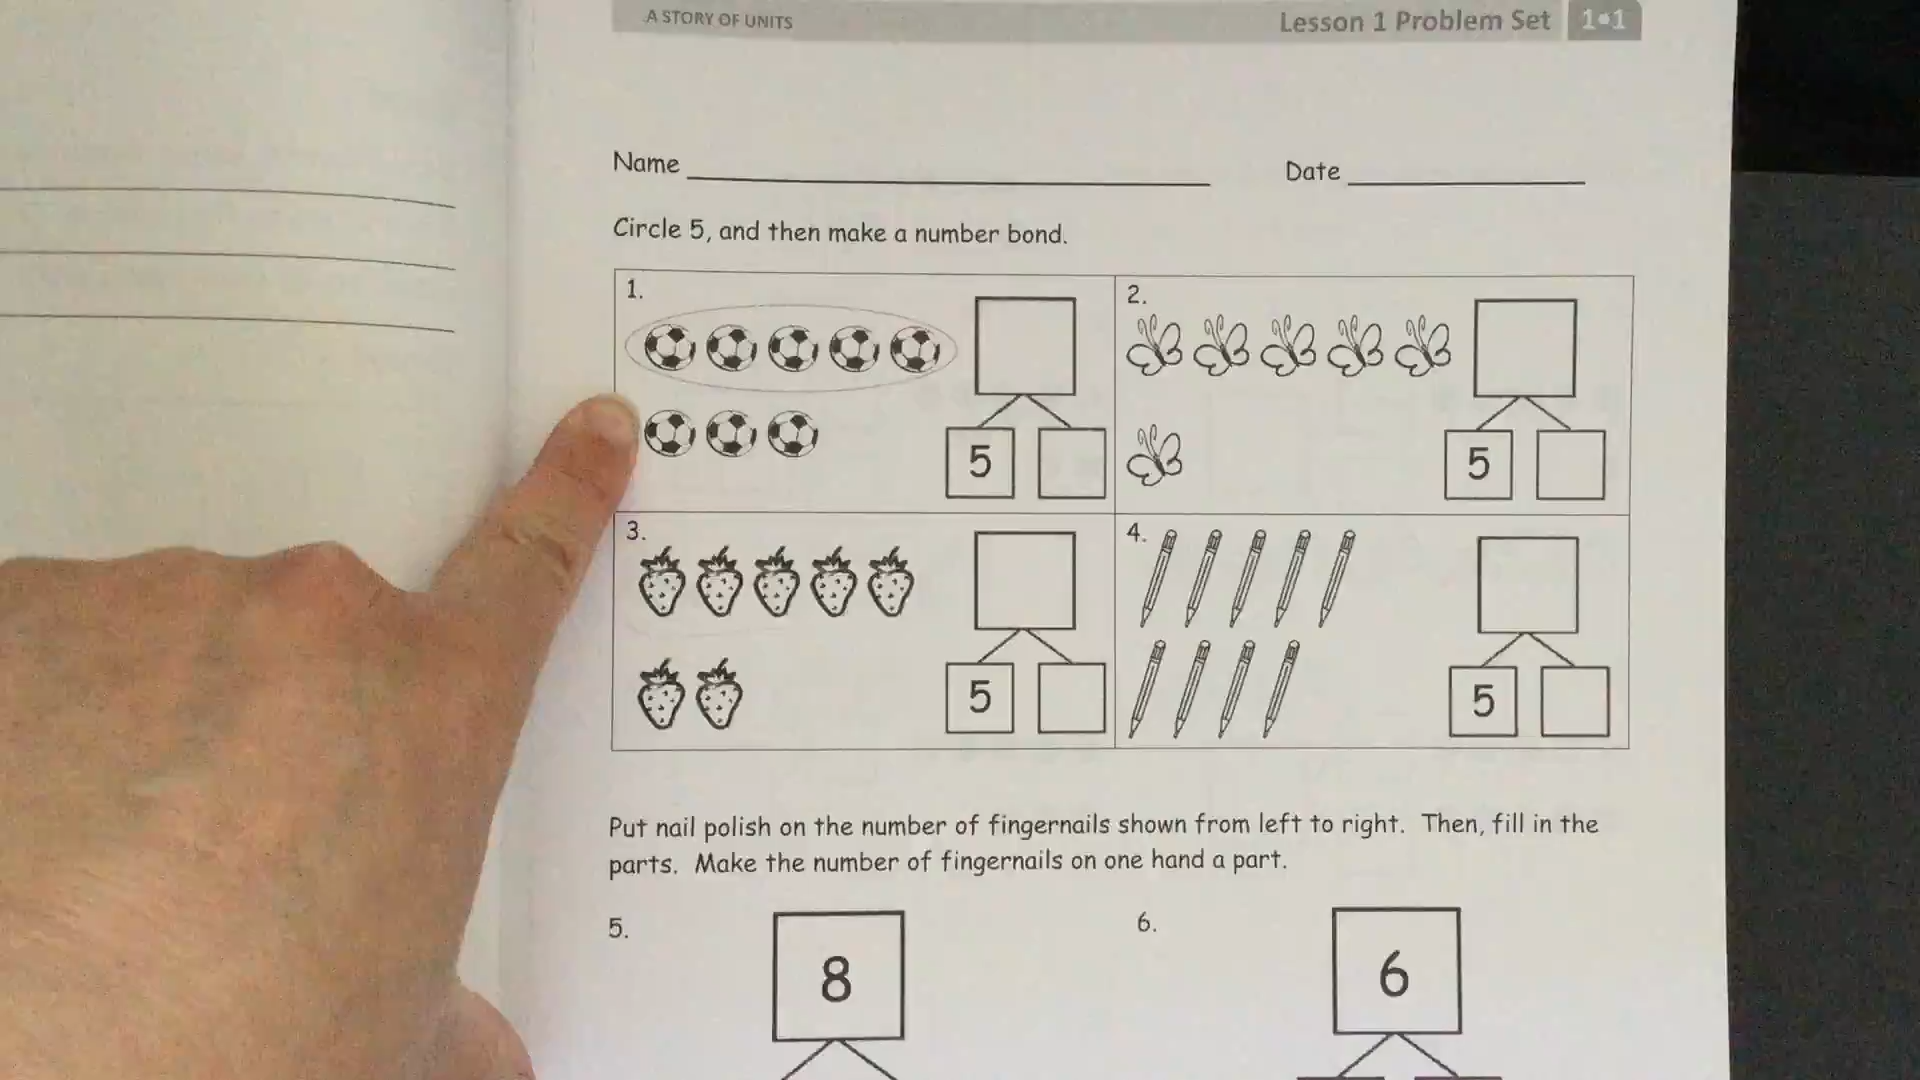 A STORY OF UNITS
Lesson 1 Problem Set 1•1
Name Date
Circle 5, and then make a number bond.
1.
5
2.
5
3.
5
4.
5
Put nail polish on the number of fingernails shown from left to right. Then, fill in the
parts. Make the number of fingernails on one hand a part.
5.
8
6.
6